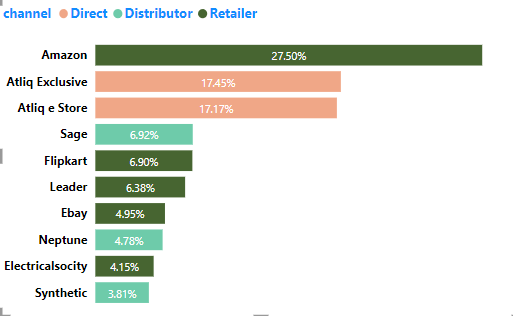 channel Direct Distributor Retailer
Amazon 27.50%
Atliq Exclusive 17.45%
Atliq e Store 17.17%
Sage 6.92%
Flipkart 6.90%
Leader 6.38%
Ebay 4.95%
Neptune 4.78%
Electricalsocity 4.15%
Synthetic 3.81%